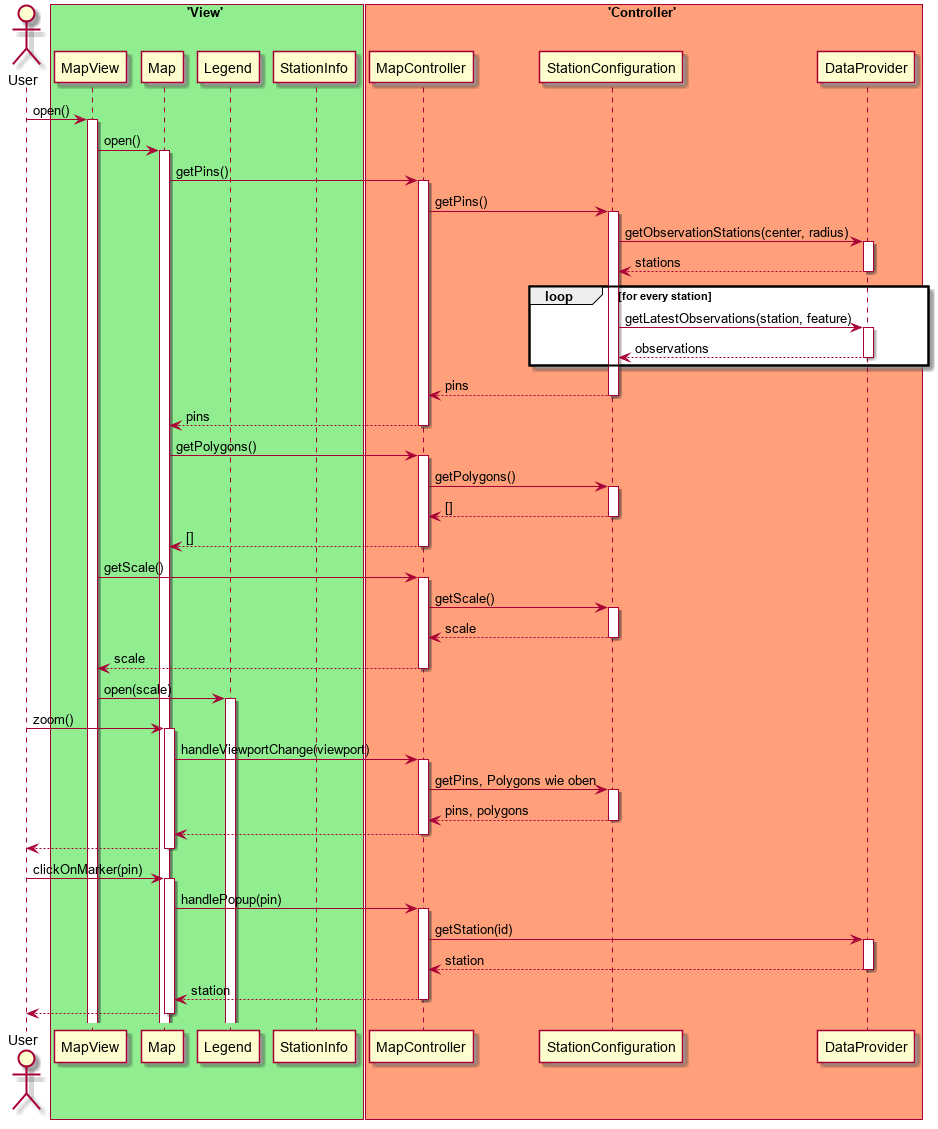 'View'
'Controller'
User
MapView
Map
Legend
StationInfo
MapController
StationConfiguration
DataProvider
open()
open()
getPins()
getPins()
getObservationStations(center, radius)
stations
loop
[for every station]
getLatestObservations(station, feature)
observations
pins
pins
getPolygons()
getPolygons()
[]
[]
getScale()
getScale()
scale
scale
open(scale)
zoom()
handleViewportChange(viewport)
getPins, Polygons wie oben
pins, polygons
clickOnMarker(pin)
handlePopup(pin)
getStation(id)
station
station
User
MapView
Map
Legend
StationInfo
MapController
StationConfiguration
DataProvider